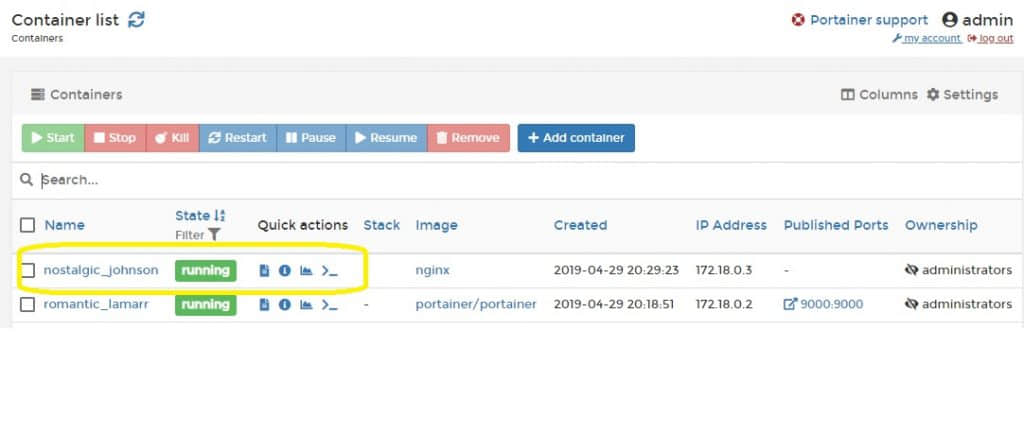 Container list
Portainer support admin
Containers
my account log out
Containers
Columns Settings
Start Stop Kill Restart Pause Resume Remove + Add container
Search...
Name State Quick actions Stack Image Created IP Address Published Ports Ownership
Filter
nostalgic_johnson running nginx 2019-04-29 20:29:23 172.18.0.3 - administrators
romantic_lamarr running - portainer/portainer 2019-04-29 20:18:51 172.18.0.2 9000:9000 administrators